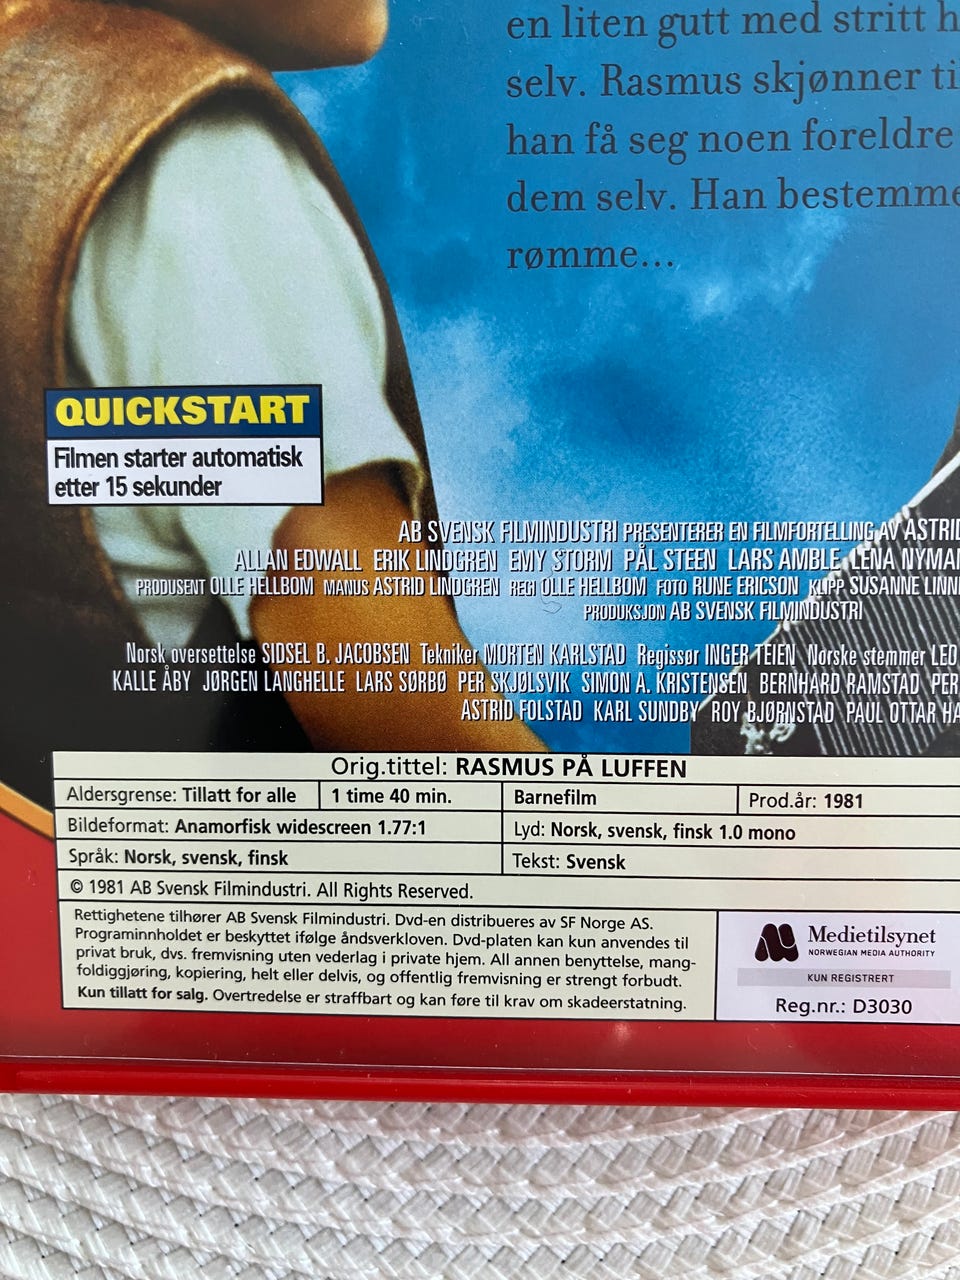 en liten gutt med stritt h
selv. Rasmus skjønner ti
han få seg noen foreldre
dem selv. Han bestemme
rømme...
QUICKSTART
Filmen starter automatisk
etter 15 sekunder
AB SVENSK FILMINDUSTRI PRESENTERER EN FILMFORTELLING AV ASTRID
ALLAN EDWALL ERIK LINDGREN EMY STORM PÅL STEEN LARS AMBLE LENA NYMAN
PRODUSENT OLLE HELLBOM MANUS ASTRID LINDGREN REGI OLLE HELLBOM FOTO RUNE ERICSON KLIPP SUSANNE LINN
PRODUKSJON AB SVENSK FILMINDUSTRI
Norsk oversettelse SIDSEL B. JACOBSEN Tekniker MORTEN KARLSTAD Regissør INGER TEIEN Norske stemmer LEO
KALLE ÅBY JØRGEN LANGHELLE LARS SØRBØ PER SKJØLSVIK SIMON A. KRISTENSEN BERNHARD RAMSTAD PER
ASTRID FOLSTAD KARL SUNDBY ROY BJØRNSTAD PAUL OTTAR HA
Orig.tittel: RASMUS PÅ LUFFEN
Aldersgrense: Tillatt for alle 1 time 40 min. Barnefilm Prod.år: 1981
Bildeformat: Anamorfisk widescreen 1.77:1 Lyd: Norsk, svensk, finsk 1.0 mono
Språk: Norsk, svensk, finsk Tekst: Svensk
© 1981 AB Svensk Filmindustri. All Rights Reserved.
Rettighetene tilhører AB Svensk Filmindustri. Dvd-en distribueres av SF Norge AS.
Programinnholdet er beskyttet ifølge åndsverkloven. Dvd-platen kan kun anvendes til
privat bruk, dvs. fremvisning uten vederlag i private hjem. All annen benyttelse, mang-
foldiggjøring, kopiering, helt eller delvis, og offentlig fremvisning er strengt forbudt.
Kun tillatt for salg. Overtredelse er straffbart og kan føre til krav om skadeerstatning.
Medietilsynet
NORWEGIAN MEDIA AUTHORITY
KUN REGISTRERT
Reg.nr.: D3030